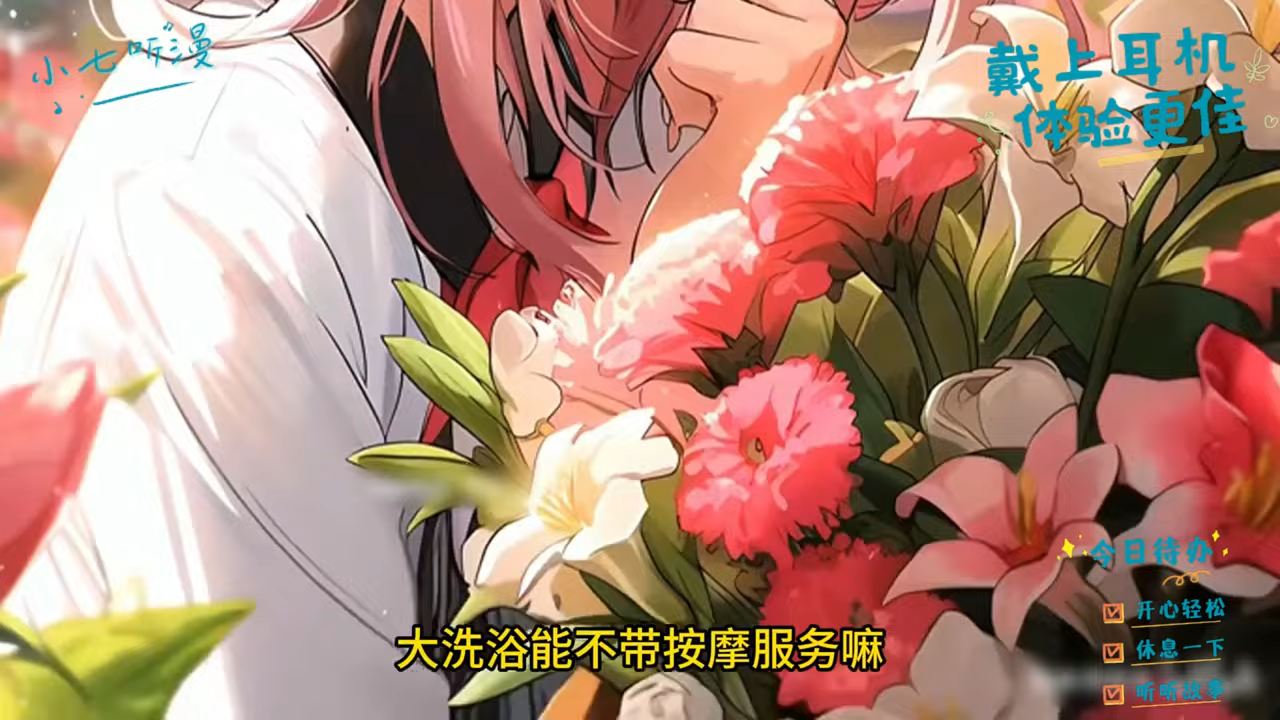 小七听漫
戴上耳机
体验更佳
今日待办
开心轻松
休息一下
听听故事
大洗浴能不带按摩服务嘛